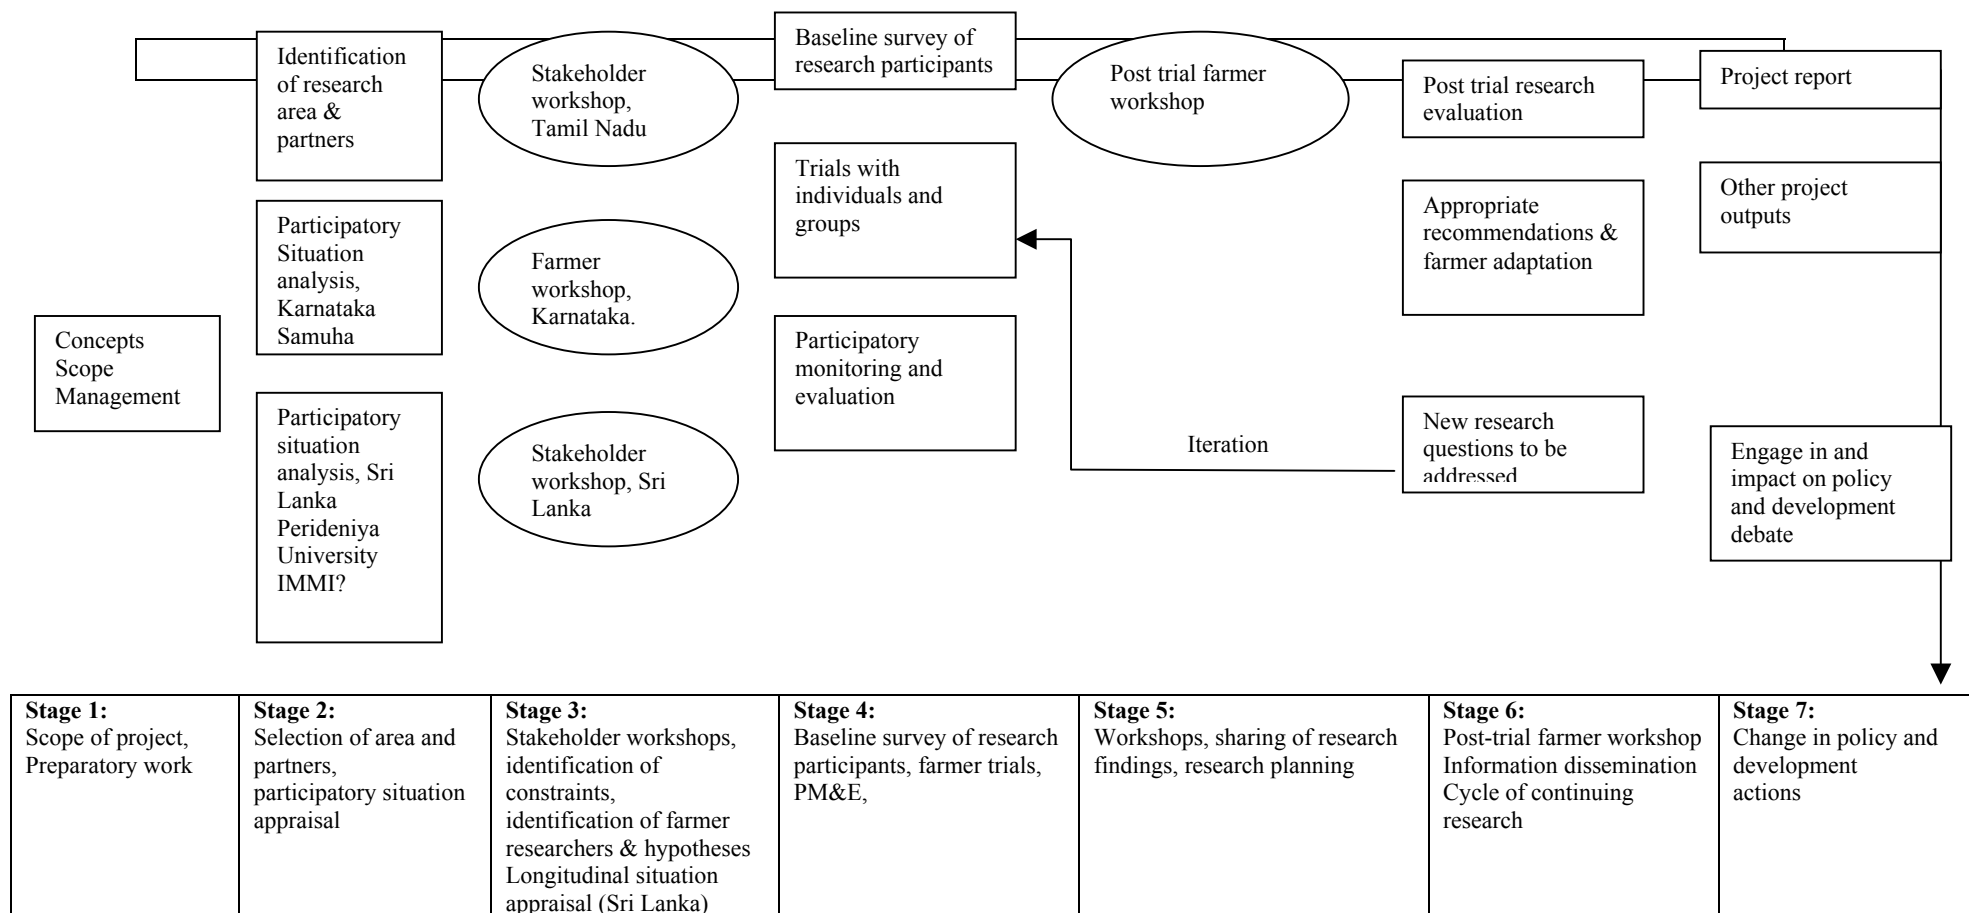 Identification
of research
area &
partners
Participatory
Situation
analysis,
Karnataka
Samuha
Concepts
Scope
Management
Participatory
situation
analysis, Sri
Lanka
Perideniya
University
IMMI?
Stakeholder
workshop,
Tamil Nadu
Farmer
workshop,
Karnataka.
Stakeholder
workshop, Sri
Lanka
Baseline survey of
research participants
Trials with
individuals and
groups
Participatory
monitoring and
evaluation
Post trial farmer
workshop
Iteration
Post trial research
evaluation
Appropriate
recommendations &
farmer adaptation
New research
questions to be
addressed
Project report
Other project
outputs
Engage in and
impact on policy
and development
debate
Stage 1:
Scope of project,
Preparatory work
Stage 2:
Selection of area and
partners,
participatory situation
appraisal
Stage 3:
Stakeholder workshops,
identification of
constraints,
identification of farmer
researchers & hypotheses
Longitudinal situation
appraisal (Sri Lanka)
Stage 4:
Baseline survey of research
participants, farmer trials,
PM&E,
Stage 5:
Workshops, sharing of research
findings, research planning
Stage 6:
Post-trial farmer workshop
Information dissemination
Cycle of continuing
research
Stage 7:
Change in policy and
development
actions